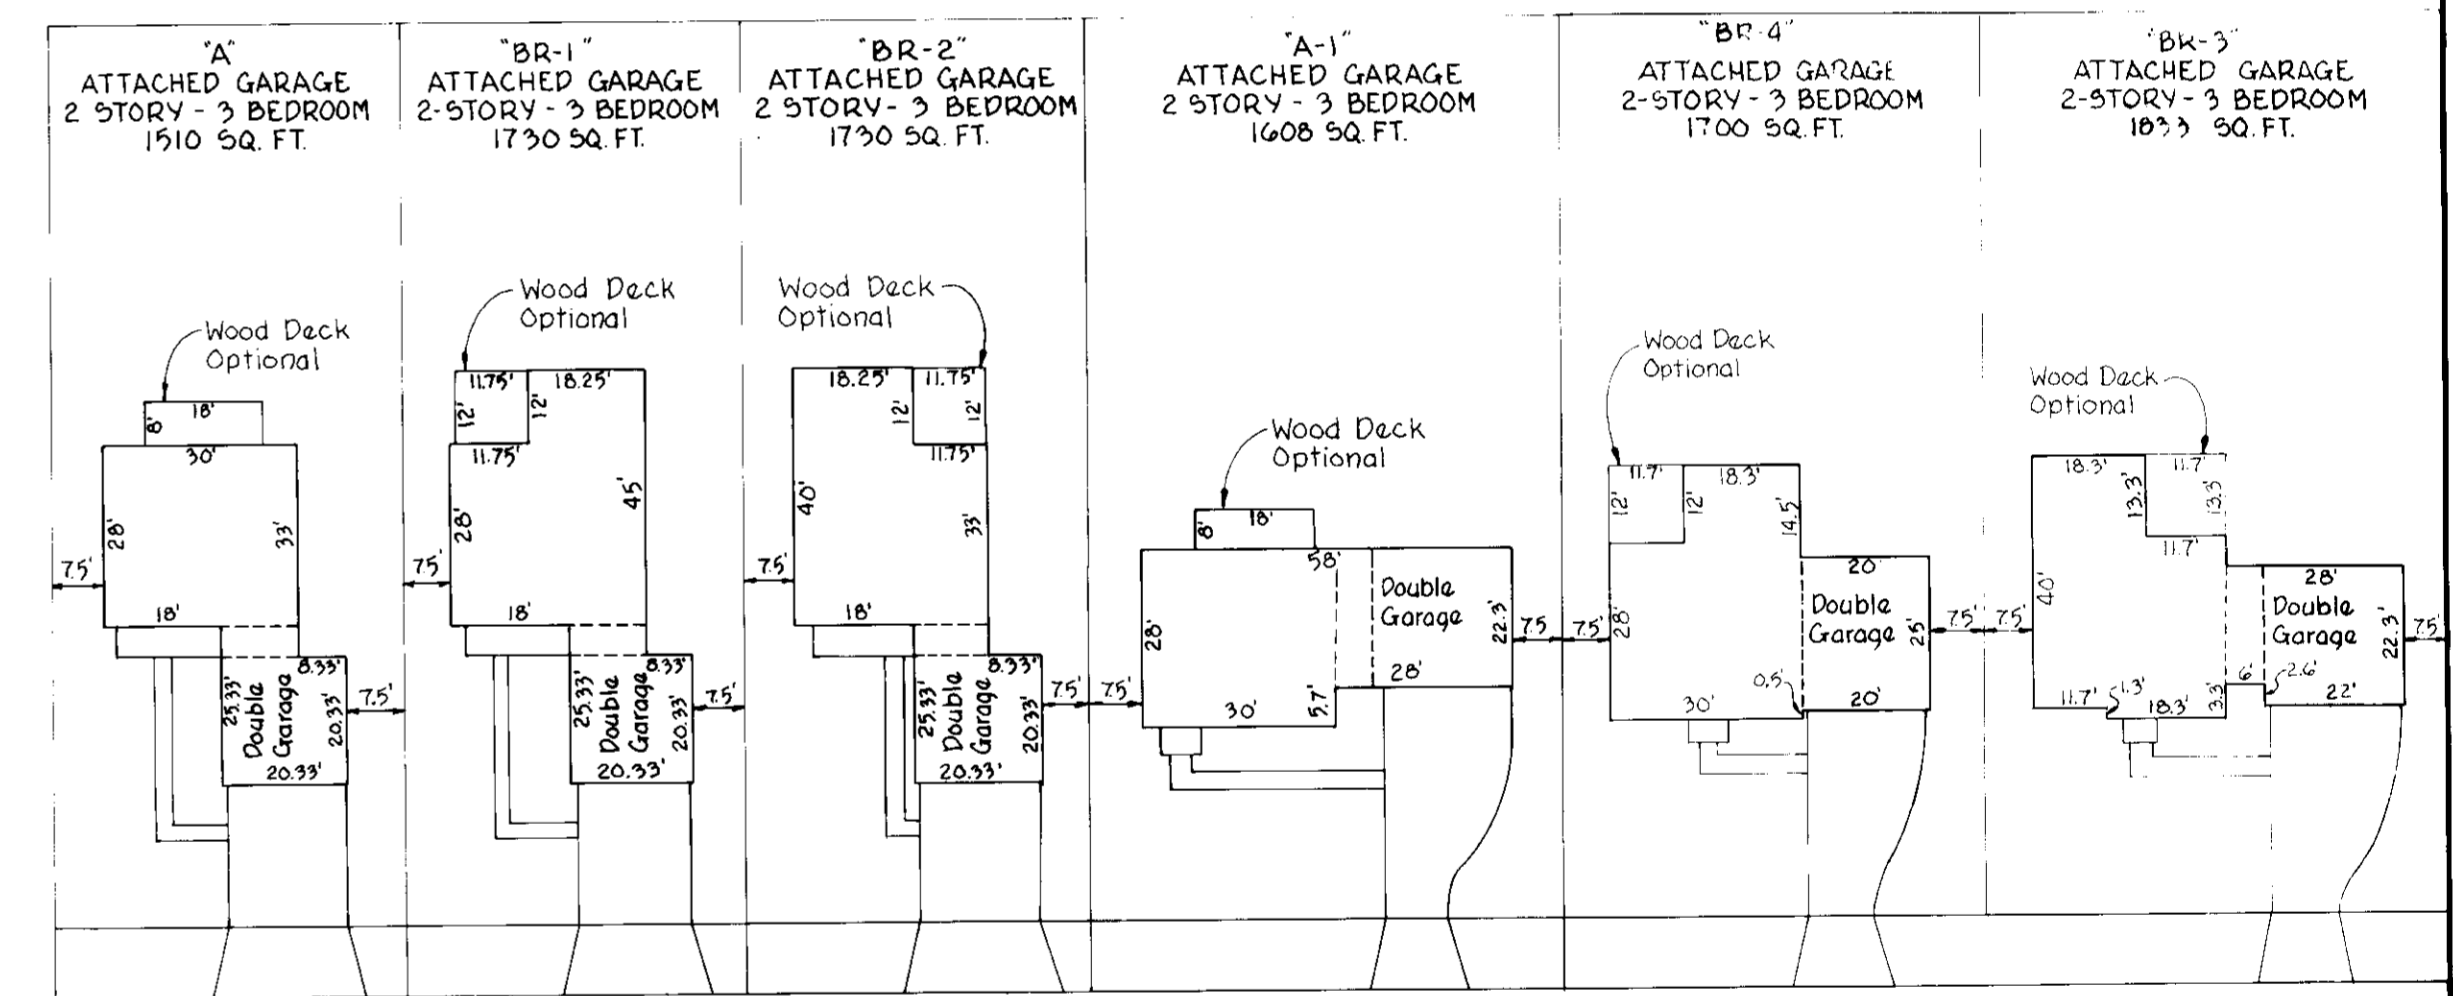 "A"
ATTACHED GARAGE
2 STORY - 3 BEDROOM
1510 SQ. FT.
Wood Deck
Optional
18'
8'
30'
28'
33'
7.5'
18'
8.33'
25.33'
Double
Garage
20.33'
20.33'
7.5'
"BR-1"
ATTACHED GARAGE
2-STORY - 3 BEDROOM
1730 SQ. FT.
Wood Deck
Optional
11.75'
18.25'
12'
12'
11.75'
28'
45'
7.5'
18'
8.33'
25.33'
Double
Garage
20.33'
20.33'
7.5'
"BR-2"
ATTACHED GARAGE
2 STORY - 3 BEDROOM
1730 SQ. FT.
Wood Deck
Optional
18.25'
11.75'
12'
12'
11.75'
40'
33'
7.5'
18'
8.33'
25.33'
Double
Garage
20.33'
20.33'
7.5'
"A-1"
ATTACHED GARAGE
2 STORY - 3 BEDROOM
1608 SQ. FT.
Wood Deck
Optional
8'
18'
58'
Double
Garage
28'
22.3'
7.5
28'
7.5'
30'
5.7'
"BR-4"
ATTACHED GARAGE
2-STORY - 3 BEDROOM
1700 SQ. FT.
Wood Deck
Optional
11.7'
18.3'
12'
12'
14.5'
20'
Double
Garage
7.5'
28'
25'
7.5'
0.5'
30'
20'
"BR-3"
ATTACHED GARAGE
2-STORY - 3 BEDROOM
1833 SQ. FT.
Wood Deck
Optional
18.3'
11.7'
13.3'
13.3'
11.7'
28'
40'
Double
Garage
7.5'
22.3'
7.5'
6'
2.6'
11.7'
1.3'
18.3'
3.3'
22'